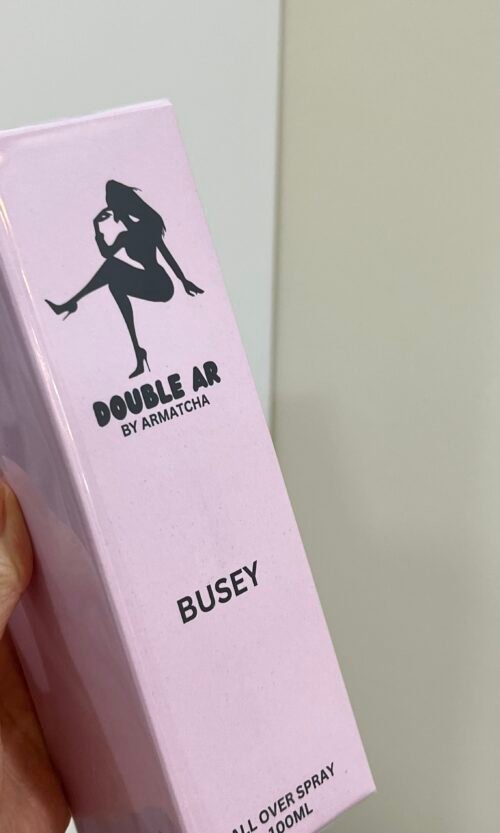 DOUBLE AR
BY ARMATCHA
BUSEY
ALL OVER SPRAY
100ML